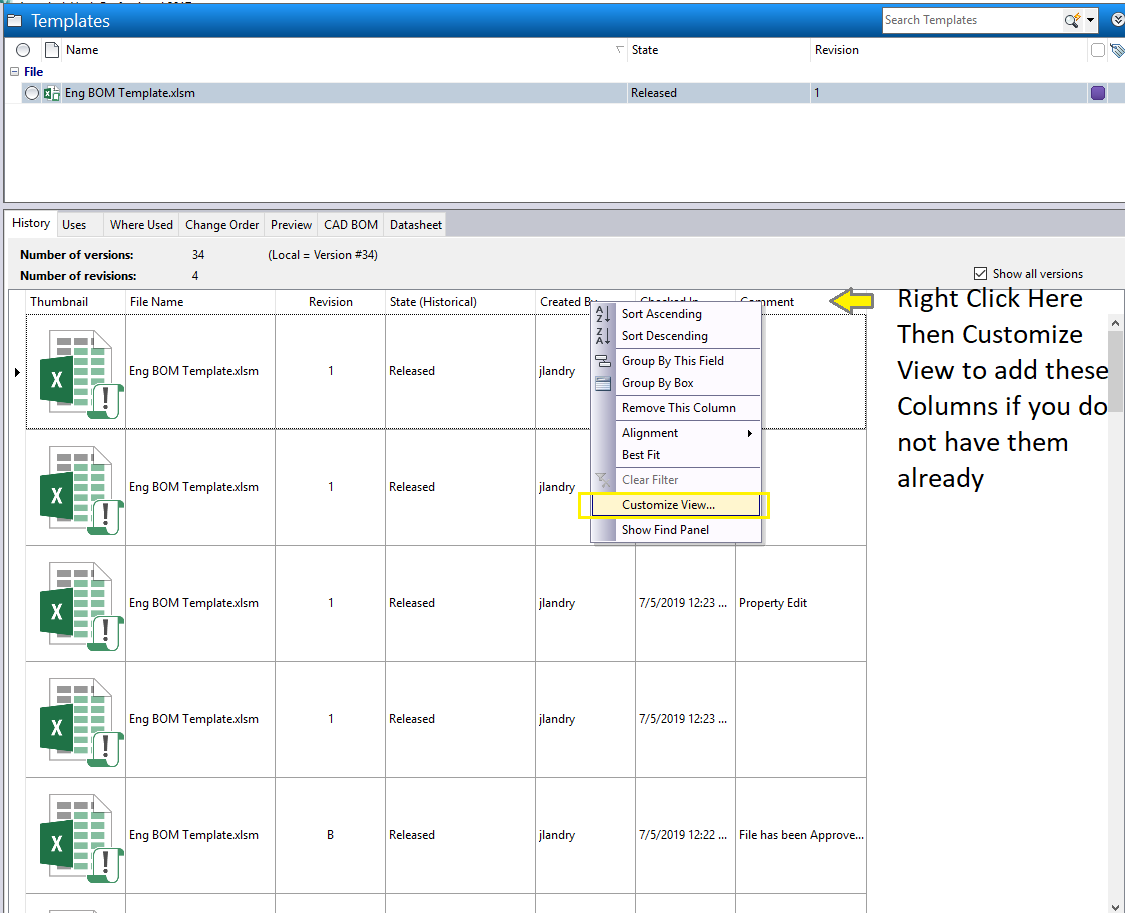 Templates
Search Templates
Name State Revision
File
Eng BOM Template.xlsm Released 1
History Uses Where Used Change Order Preview CAD BOM Datasheet
Number of versions: 34 (Local = Version #34)
Number of revisions: 4
Show all versions
Thumbnail File Name Revision State (Historical) Created By Checked In Comment
Right Click Here
Then Customize
View to add these
Columns if you do
not have them
already
Sort Ascending
Sort Descending
Group By This Field
Group By Box
Remove This Column
Alignment
Best Fit
Clear Filter
Customize View...
Show Find Panel
Eng BOM Template.xlsm 1 Released jlandry
Eng BOM Template.xlsm 1 Released jlandry
Eng BOM Template.xlsm 1 Released jlandry 7/5/2019 12:23 ... Property Edit
Eng BOM Template.xlsm 1 Released jlandry 7/5/2019 12:23 ...
Eng BOM Template.xlsm B Released jlandry 7/5/2019 12:22 ... File has been Approve...